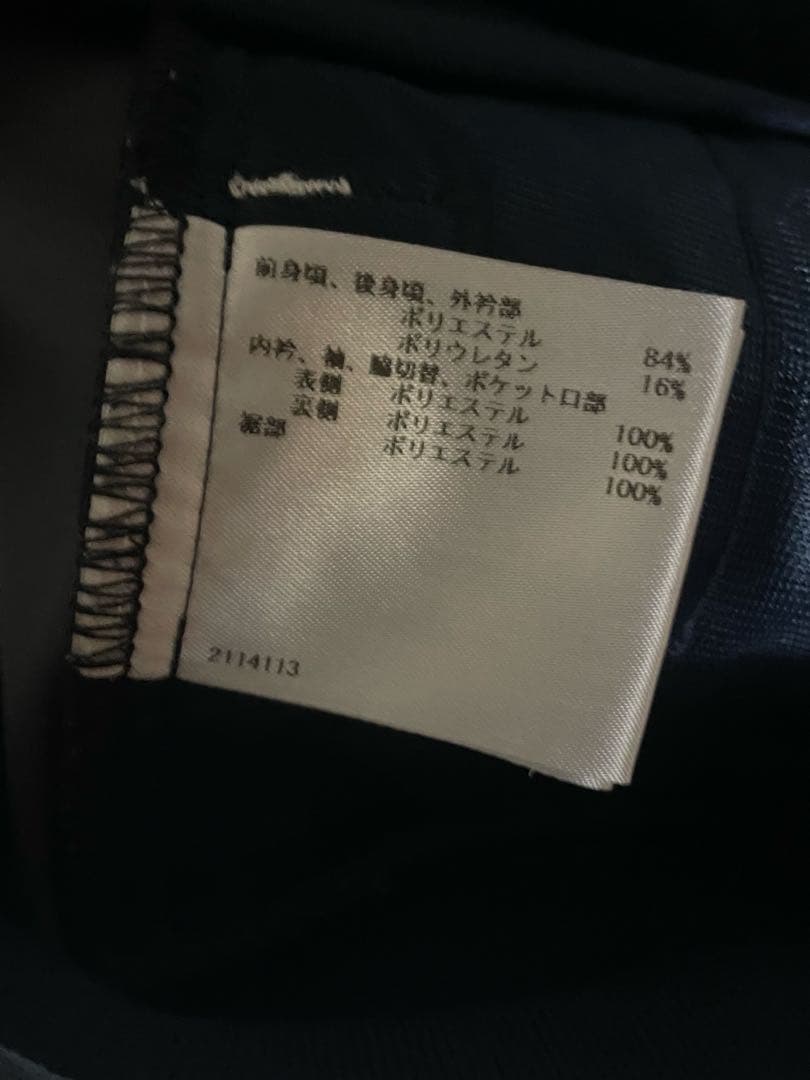 前身頃、後身頃、外衿部
ポリエステル 84%
ポリウレタン 16%
内衿、袖、脇切替、ポケット口部
表側 ポリエステル 100%
裏側 ポリエステル 100%
裾部 ポリエステル 100%
2114113